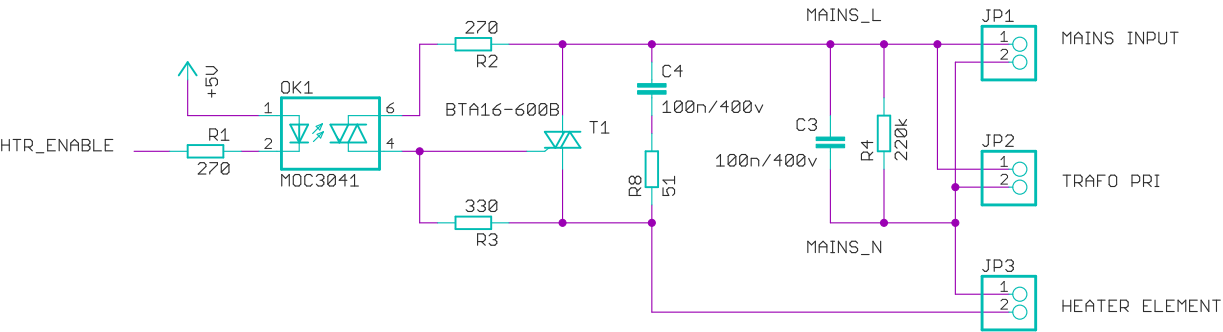 MAINS_L
JP1
1
2
MAINS INPUT
270
R2
+5V
OK1
1
6
2
4
MOC3041
HTR_ENABLE
R1
270
BTA16-600B
T1
C4
100n/400v
R8
51
C3
100n/400v
R4
220k
JP2
1
2
TRAFO PRI
330
R3
MAINS_N
JP3
1
2
HEATER ELEMENT